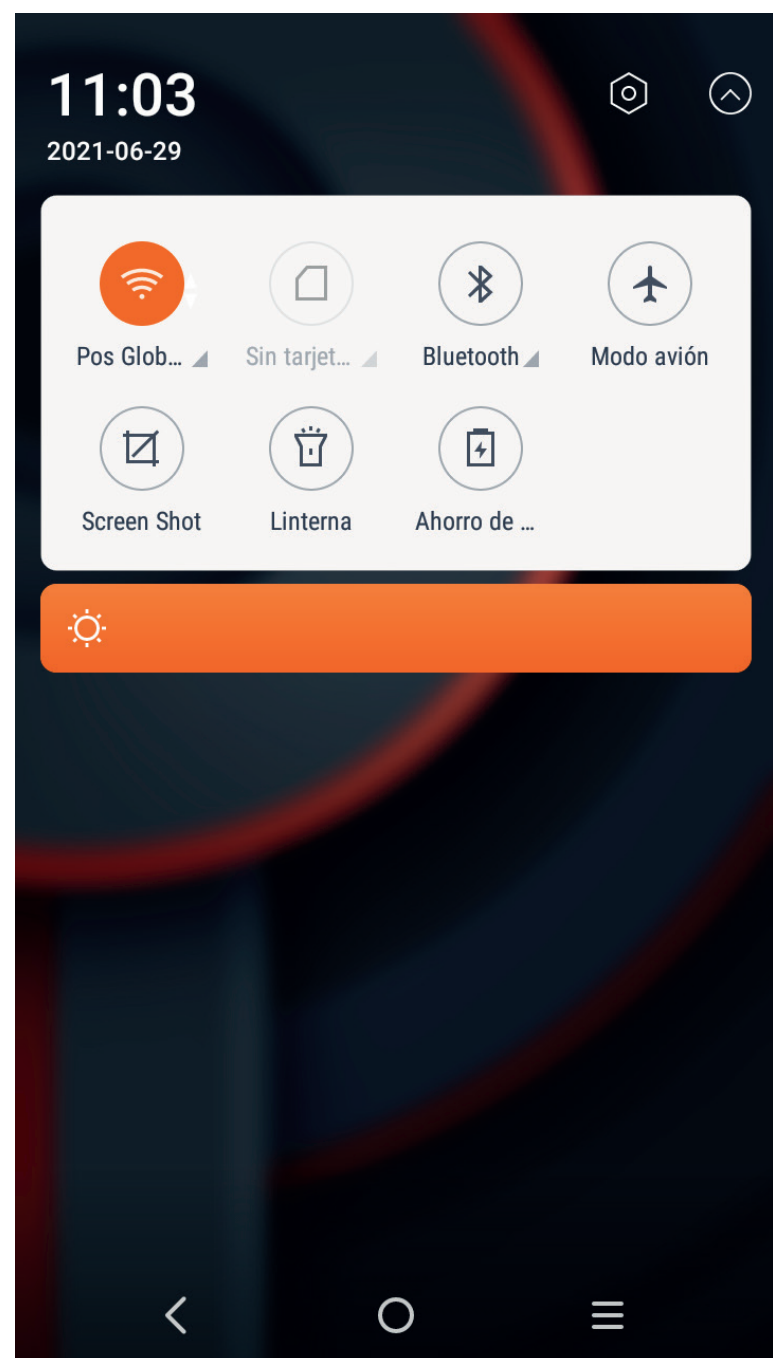 11:03
2021-06-29
Pos Glob...
Sin tarjet...
Bluetooth
Modo avión
Screen Shot
Linterna
Ahorro de ...